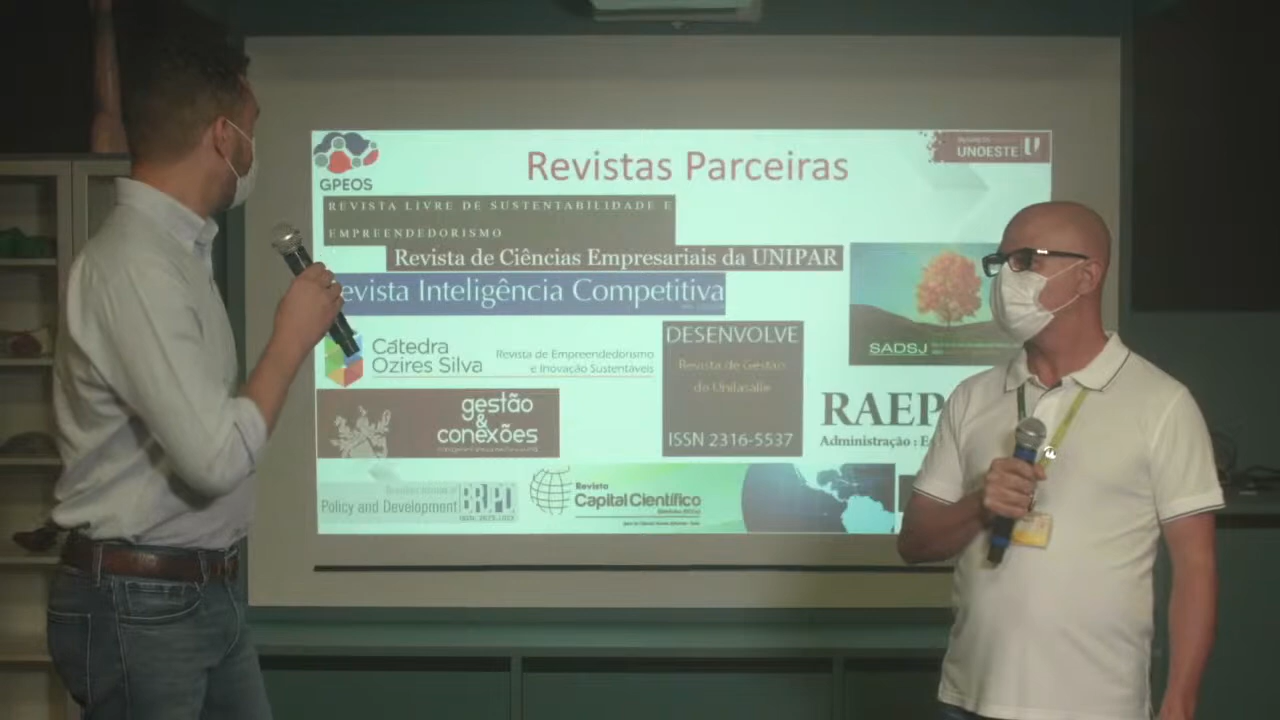 GPEOS
Revistas Parceiras
UNOESTE
REVISTA LIVRE DE SUSTENTABILIDADE E
EMPREENDEDORISMO
Revista de Ciências Empresariais da UNIPAR
evista Inteligência Competitiva
Cátedra
Ozires Silva
Revista de Empreendedorismo
e Inovação Sustentáveis
DESENVOLVE
Revista de Gestão
do Unilasalle
ISSN 2316-5537
SADSJ
gestão
&
conexões
RAEP
Administração :
Policy and Development
BRJPD
Revista
Capital Científico